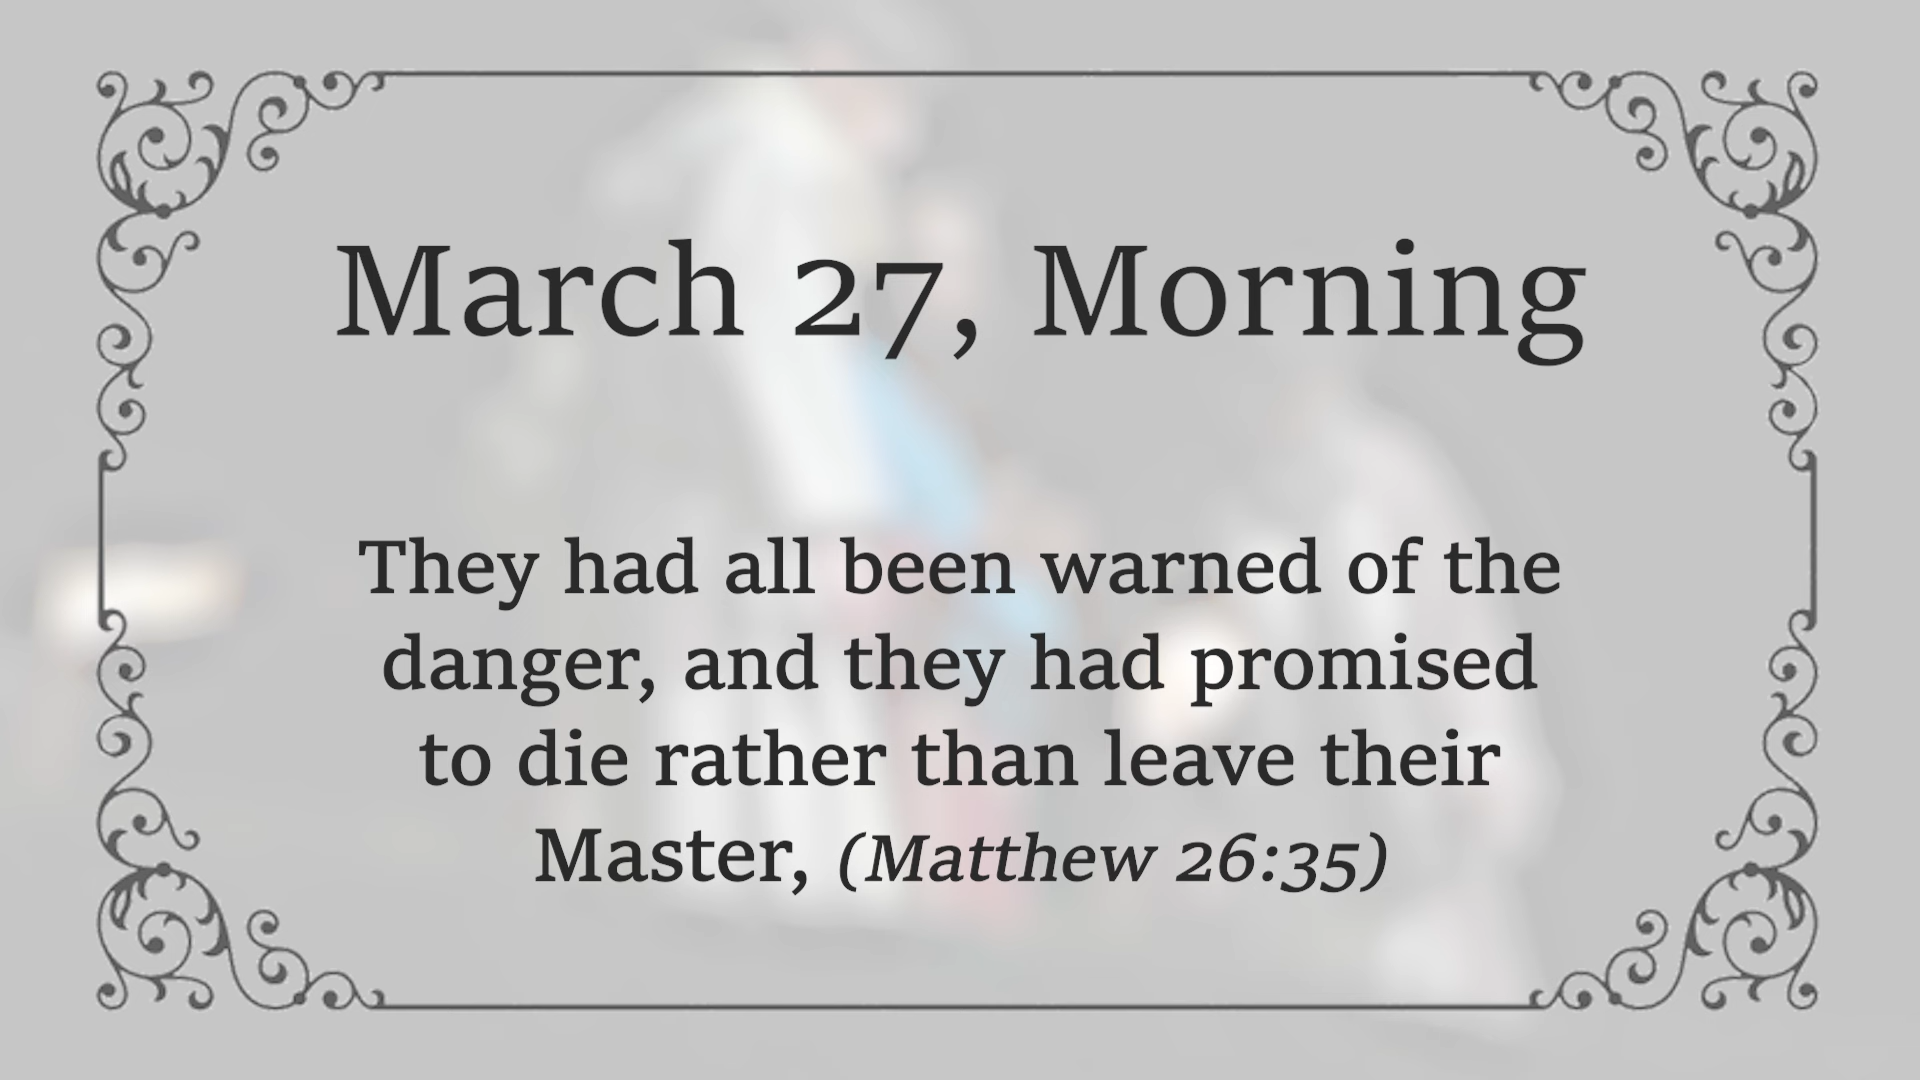 March 27, Morning
They had all been warned of the
danger, and they had promised
to die rather than leave their
Master, (Matthew 26:35)